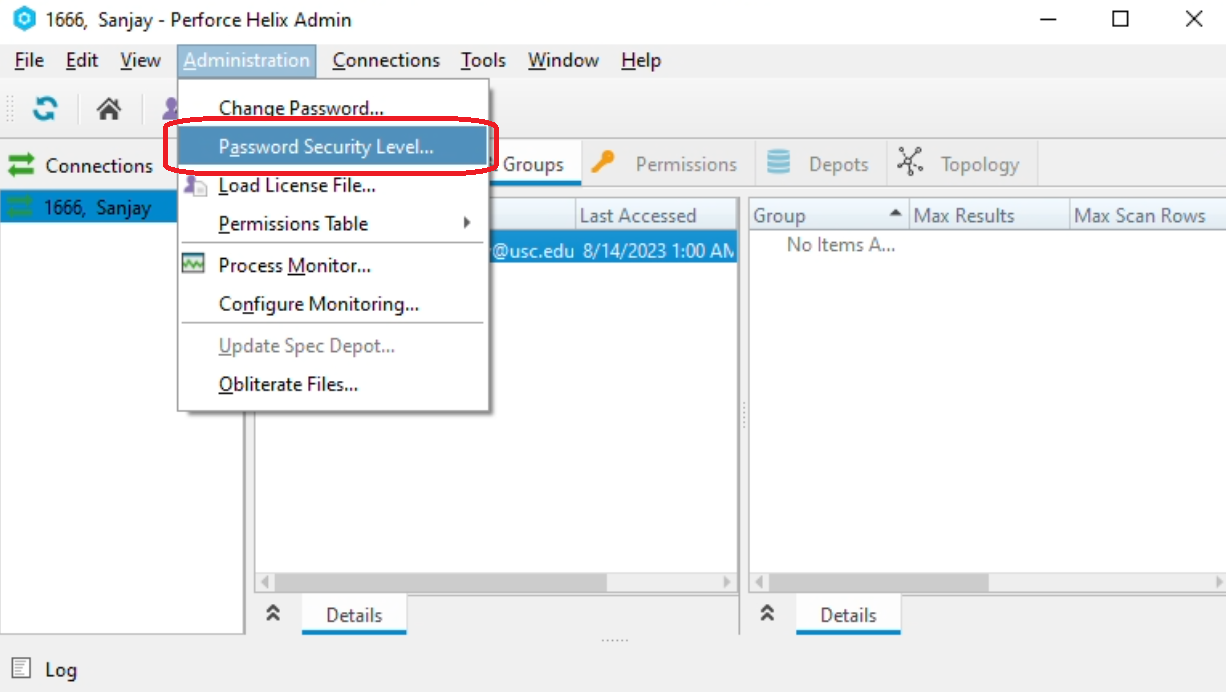 1666, Sanjay - Perforce Helix Admin
File Edit View Administration Connections Tools Window Help
Change Password...
Password Security Level...
Load License File...
Permissions Table
Process Monitor...
Configure Monitoring...
Update Spec Depot...
Obliterate Files...
Connections
1666, Sanjay
Groups Permissions Depots Topology
Last Accessed
@usc.edu 8/14/2023 1:00 AM
Group Max Results Max Scan Rows
No Items A...
Details
Details
Log